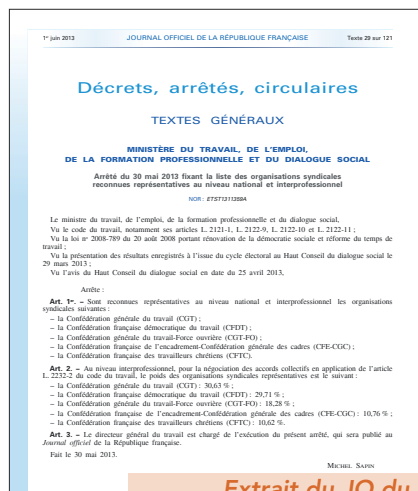 1er juin 2013 JOURNAL OFFICIEL DE LA RÉPUBLIQUE FRANÇAISE Texte 29 sur 121
Décrets, arrêtés, circulaires
TEXTES GÉNÉRAUX
MINISTÈRE DU TRAVAIL, DE L'EMPLOI,
DE LA FORMATION PROFESSIONNELLE ET DU DIALOGUE SOCIAL
Arrêté du 30 mai 2013 fixant la liste des organisations syndicales
reconnues représentatives au niveau national et interprofessionnel
NOR : ETST1311359A
Le ministre du travail, de l'emploi, de la formation professionnelle et du dialogue social,
Vu le code du travail, notamment ses articles L. 2121-1, L. 2122-9, L. 2122-10 et L. 2122-11 ;
Vu la loi no 2008-789 du 20 août 2008 portant rénovation de la démocratie sociale et réforme du temps de
travail ;
Vu la présentation des résultats enregistrés à l'issue du cycle électoral au Haut Conseil du dialogue social le
29 mars 2013 ;
Vu l'avis du Haut Conseil du dialogue social en date du 25 avril 2013,
Arrête :
Art. 1er. – Sont reconnues représentatives au niveau national et interprofessionnel les organisations
syndicales suivantes :
– la Confédération générale du travail (CGT) ;
– la Confédération française démocratique du travail (CFDT) ;
– la Confédération générale du travail-Force ouvrière (CGT-FO) ;
– la Confédération française de l'encadrement-Confédération générale des cadres (CFE-CGC) ;
– la Confédération française des travailleurs chrétiens (CFTC).
Art. 2. – Au niveau interprofessionnel, pour la négociation des accords collectifs en application de l'article
L. 2232-2 du code du travail, le poids des organisations syndicales représentatives est le suivant :
– la Confédération générale du travail (CGT) : 30,63 % ;
– la Confédération française démocratique du travail (CFDT) : 29,71 % ;
– la Confédération générale du travail-Force ouvrière (CGT-FO) : 18,28 % ;
– la Confédération française de l'encadrement-Confédération générale des cadres (CFE-CGC) : 10,76 % ;
– la Confédération française des travailleurs chrétiens (CFTC) : 10,62 %.
Art. 3. – Le directeur général du travail est chargé de l'exécution du présent arrêté, qui sera publié au
Journal officiel de la République française.
Fait le 30 mai 2013.
MICHEL SAPIN
Extrait du JO du